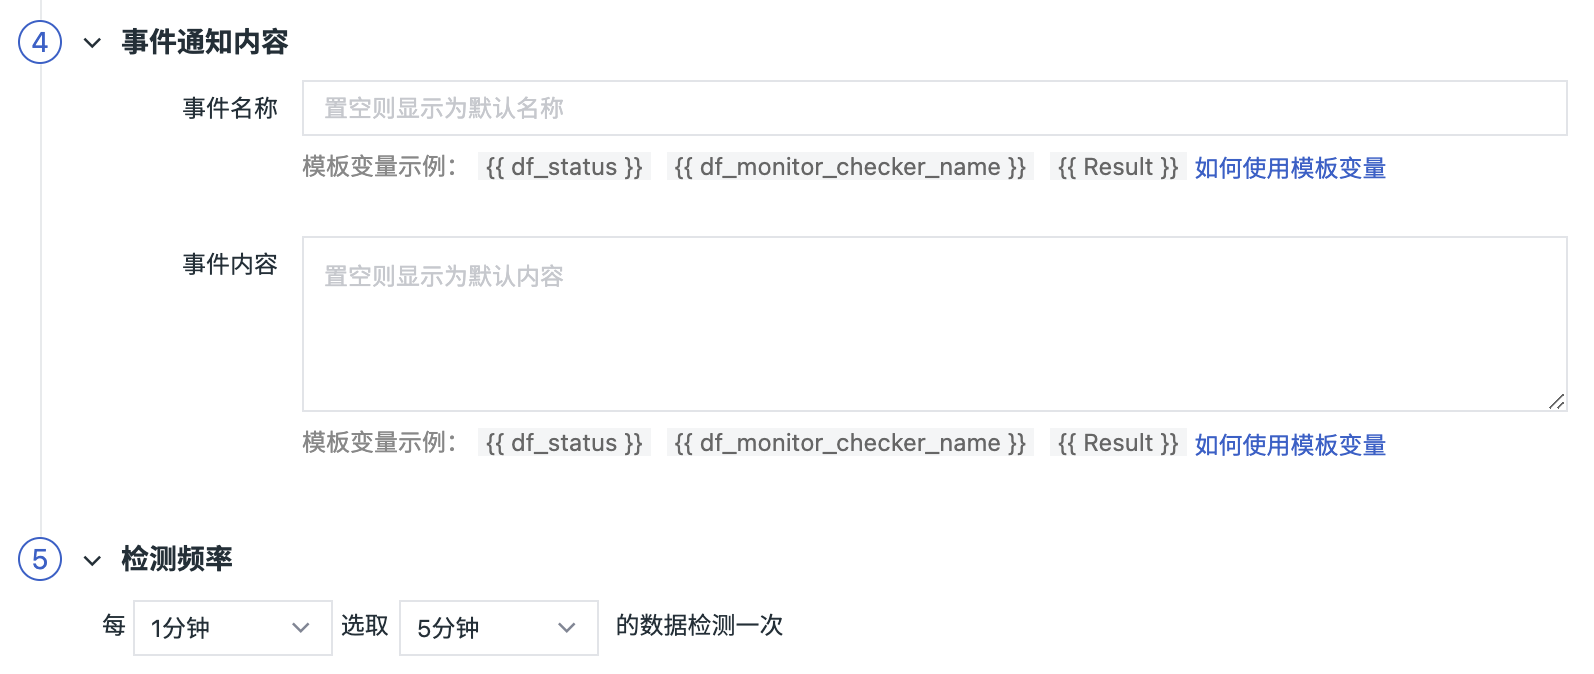 4 事件通知内容
事件名称 置空则显示为默认名称
模板变量示例： {{ df_status }} {{ df_monitor_checker_name }} {{ Result }} 如何使用模板变量
事件内容 置空则显示为默认内容
模板变量示例： {{ df_status }} {{ df_monitor_checker_name }} {{ Result }} 如何使用模板变量
5 检测频率
每 1分钟 选取 5分钟 的数据检测一次